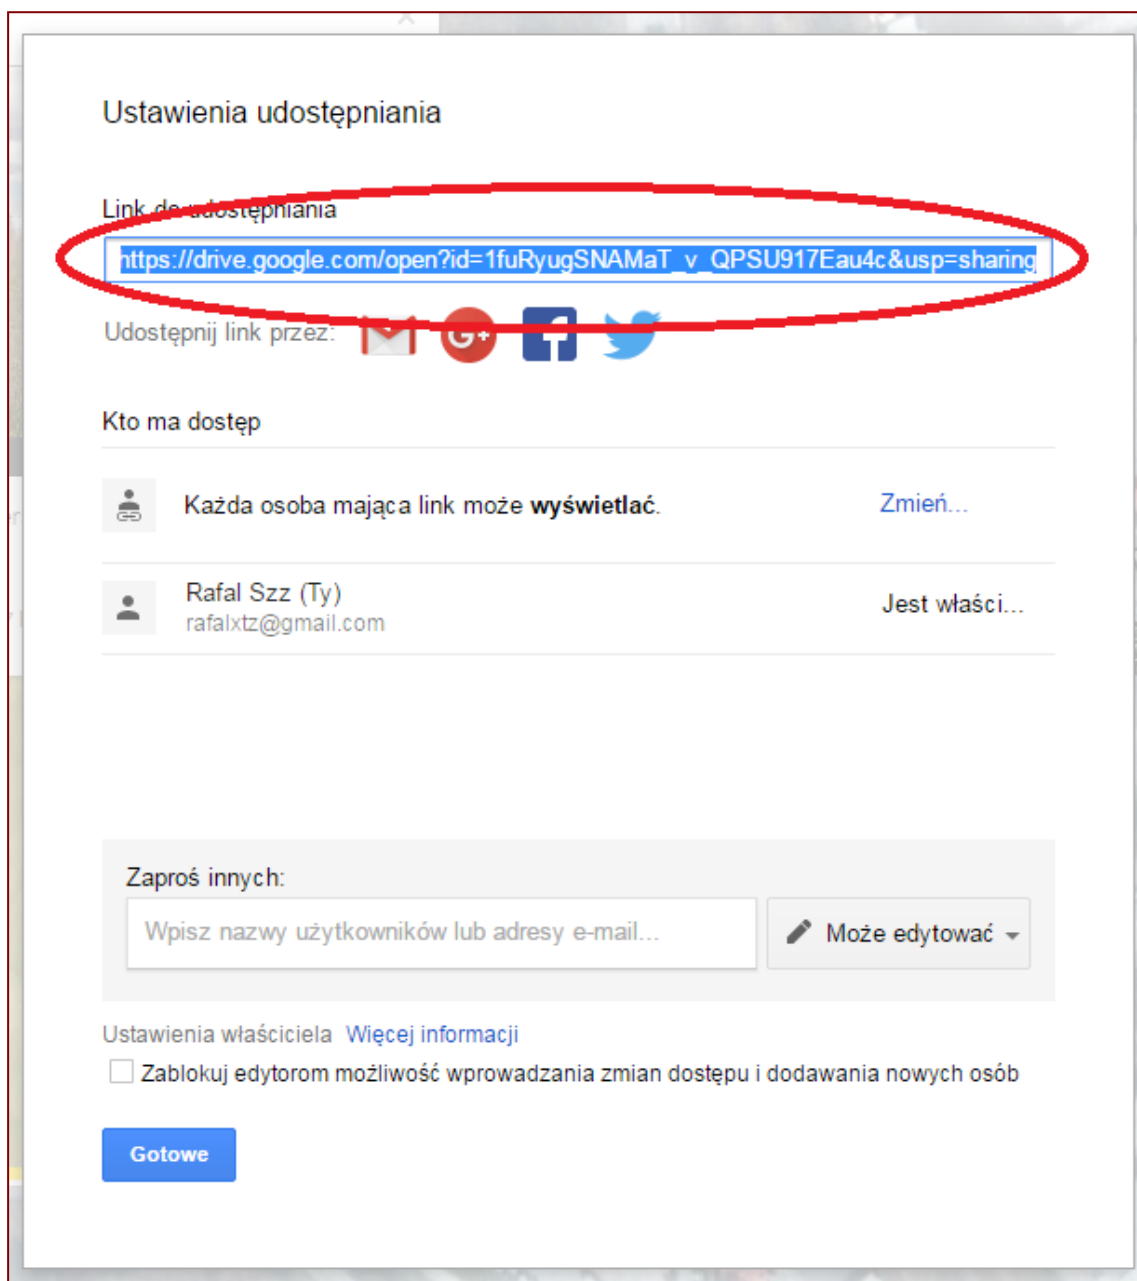 Ustawienia udostępniania
Link do udostępniania
https://drive.google.com/open?id=1fuRyugSNAMaT_v_QPSU917Eau4c&usp=sharing
Udostępnij link przez: G+ f
Kto ma dostęp
Każda osoba mająca link może wyświetlać. Zmień...
Rafal Szz (Ty) Jest właści...
rafalxtz@gmail.com
Zaproś innych:
Wpisz nazwy użytkowników lub adresy e-mail... Może edytować
Ustawienia właściciela Więcej informacji
Zablokuj edytorom możliwość wprowadzania zmian dostępu i dodawania nowych osób
Gotowe